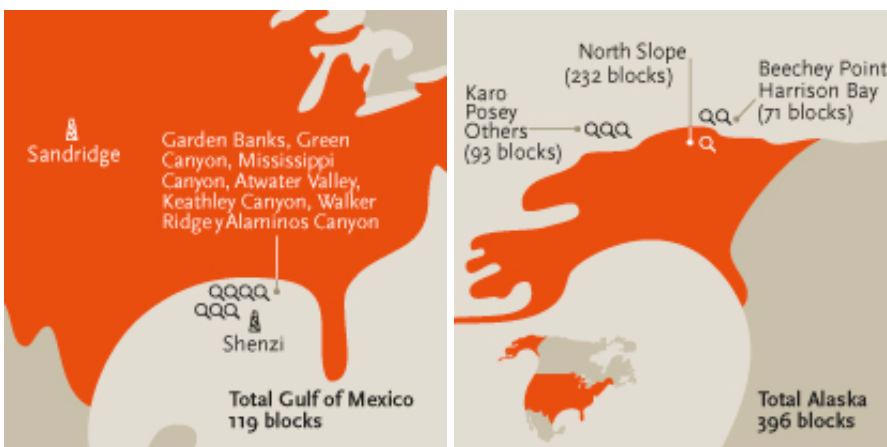 Sandridge
Garden Banks, Green
Canyon, Mississippi
Canyon, Atwater Valley,
Keathley Canyon, Walker
Ridge y Alaminos Canyon
Shenzi
Total Gulf of Mexico
119 blocks
North Slope
(232 blocks)
Beechey Point
Harrison Bay
(71 blocks)
Karo
Posey
Others
(93 blocks)
Total Alaska
396 blocks